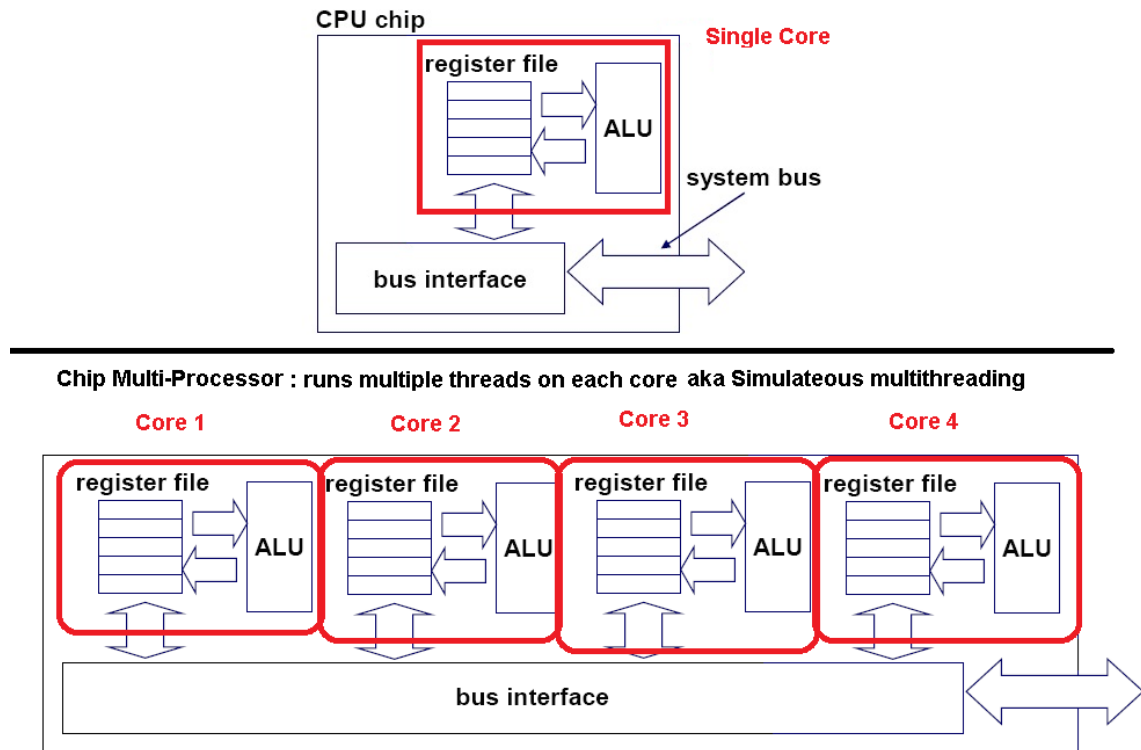 CPU chip
Single Core
register file
ALU
system bus
bus interface
Chip Multi-Processor : runs multiple threads on each core aka Simulateous multithreading
Core 1
Core 2
Core 3
Core 4
register file
register file
register file
register file
ALU
ALU
ALU
ALU
bus interface